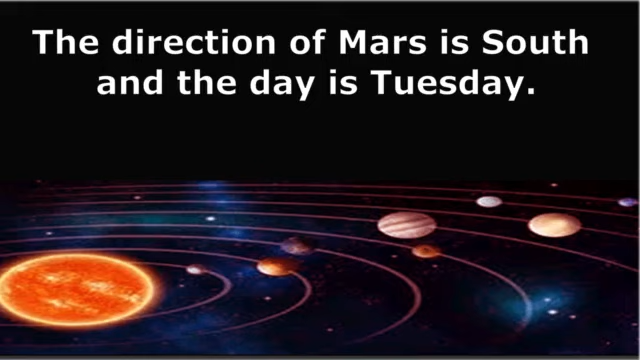 The direction of Mars is South
and the day is Tuesday.